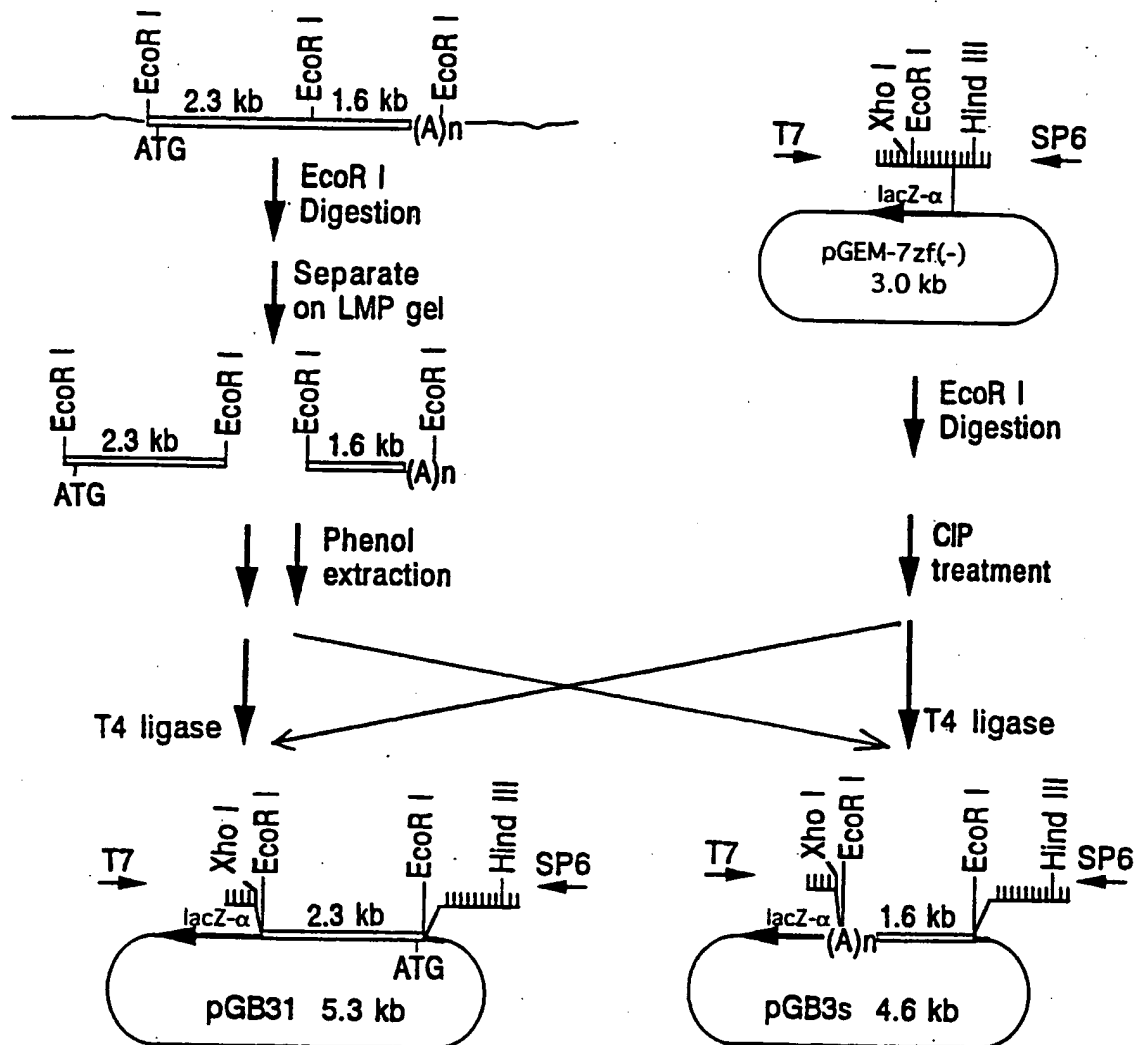 EcoR I
EcoR I
EcoR I
2.3 kb
1.6 kb
ATG
(A)n
EcoR I
Digestion
Separate
on LMP gel
EcoR I
EcoR I
EcoR I
EcoR I
2.3 kb
1.6 kb
ATG
(A)n
Phenol
extraction
T4 ligase
Xho I
EcoR I
Hind III
T7
SP6
lacZ-α
pGEM-7zf(-)
3.0 kb
EcoR I
Digestion
CIP
treatment
T4 ligase
Xho I
EcoR I
EcoR I
Hind III
T7
SP6
lacZ-α
2.3 kb
ATG
pGB31 5.3 kb
Xho I
EcoR I
EcoR I
Hind III
T7
SP6
lacZ-α
(A)n
1.6 kb
pGB3s 4.6 kb